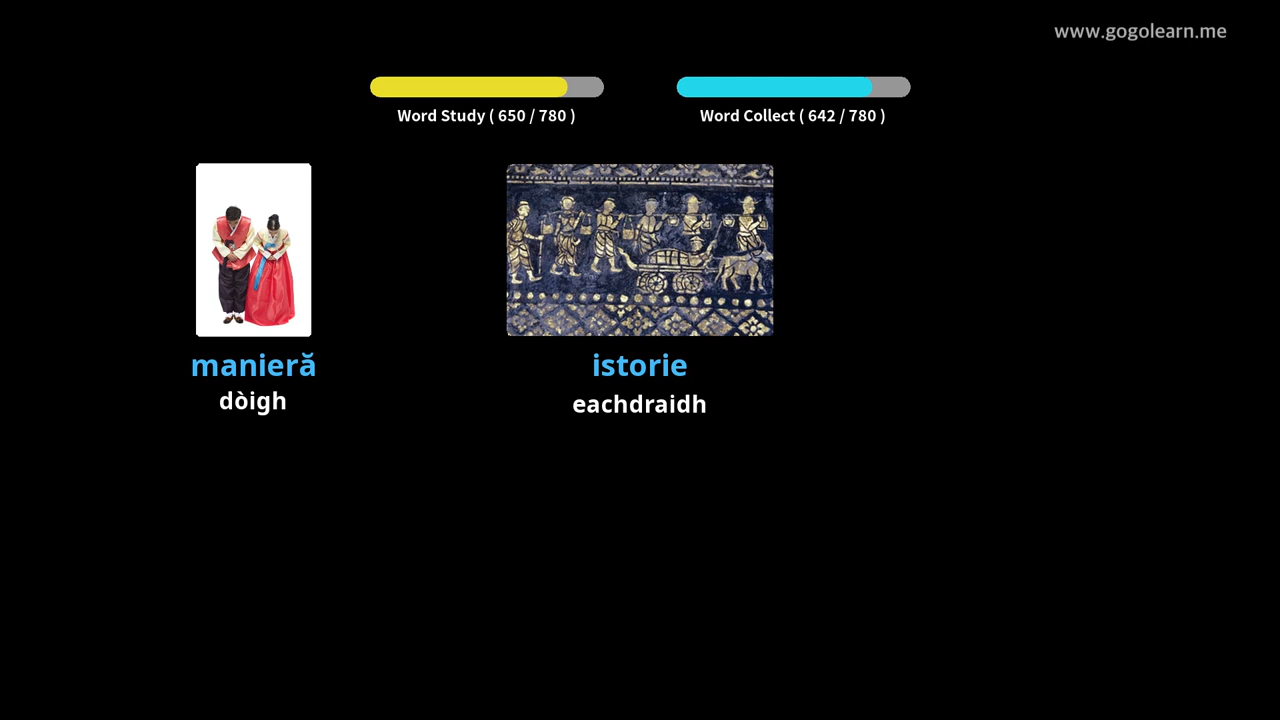 www.gogolearn.me
Word Study ( 650 / 780 )
Word Collect ( 642 / 780 )
manieră
dòigh
istorie
eachdraidh